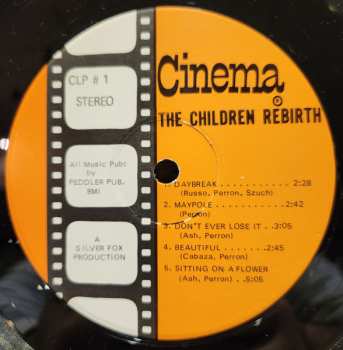 CLP # 1
STEREO
Cinema
®
THE CHILDREN REBIRTH
All Music Publ
by
PEDDLER PUB.
BMI
1. DAYBREAK . . . . . . . . . . . 2:28
(Russo, Perron, Szuch)
2. MAYPOLE . . . . . . . . . . . 2:42
(Perron)
3. DON'T EVER LOSE IT . . 3:05
(Ash, Perron)
4. BEAUTIFUL . . . . . . . 2:45
(Cabaza, Perron)
5. SITTING ON A FLOWER
(Ash, Perron) . . 5:05
A
SILVER FOX
PRODUCTION